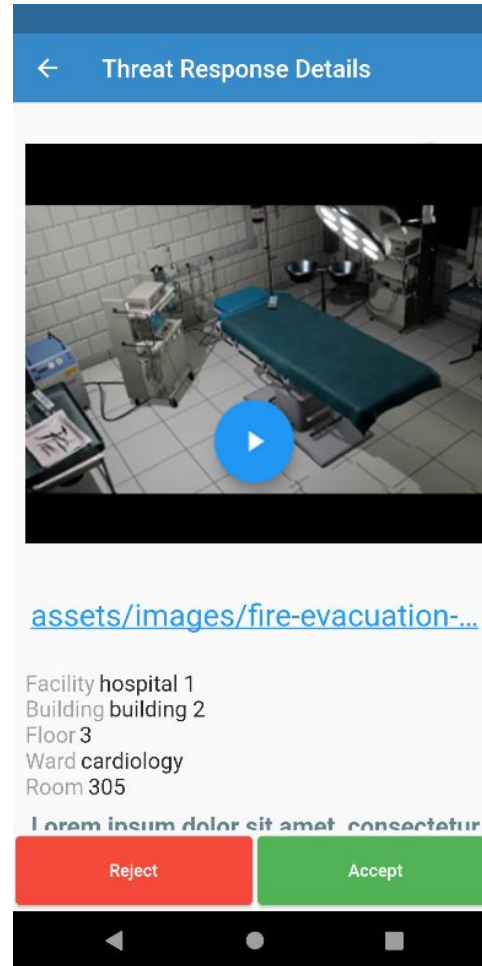 Threat Response Details
assets/images/fire-evacuation-...
Facility hospital 1
Building building 2
Floor 3
Ward cardiology
Room 305
Lorem ipsum dolor sit amet, consectetur
Reject Accept